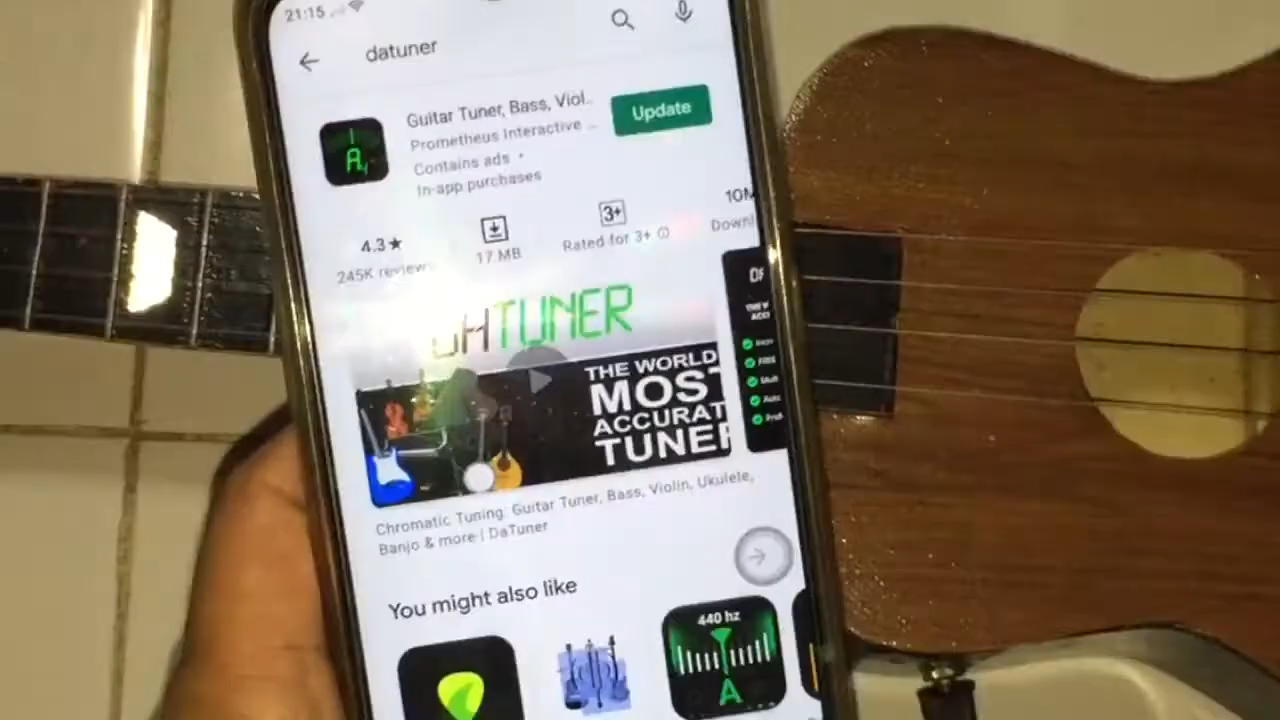 21:15
datuner
Guitar Tuner, Bass, Viol..
Update
Prometheus Interactive ...
Contains ads •
In-app purchases
4.3★
245K reviews
17 MB
3+
Rated for 3+
10M
Downl
DaTUNER
THE WORLD
MOST
ACCURAT
TUNER
Chromatic Tuning: Guitar Tuner, Bass, Violin, Ukulele,
Banjo & more | DaTuner
You might also like
440 hz
A